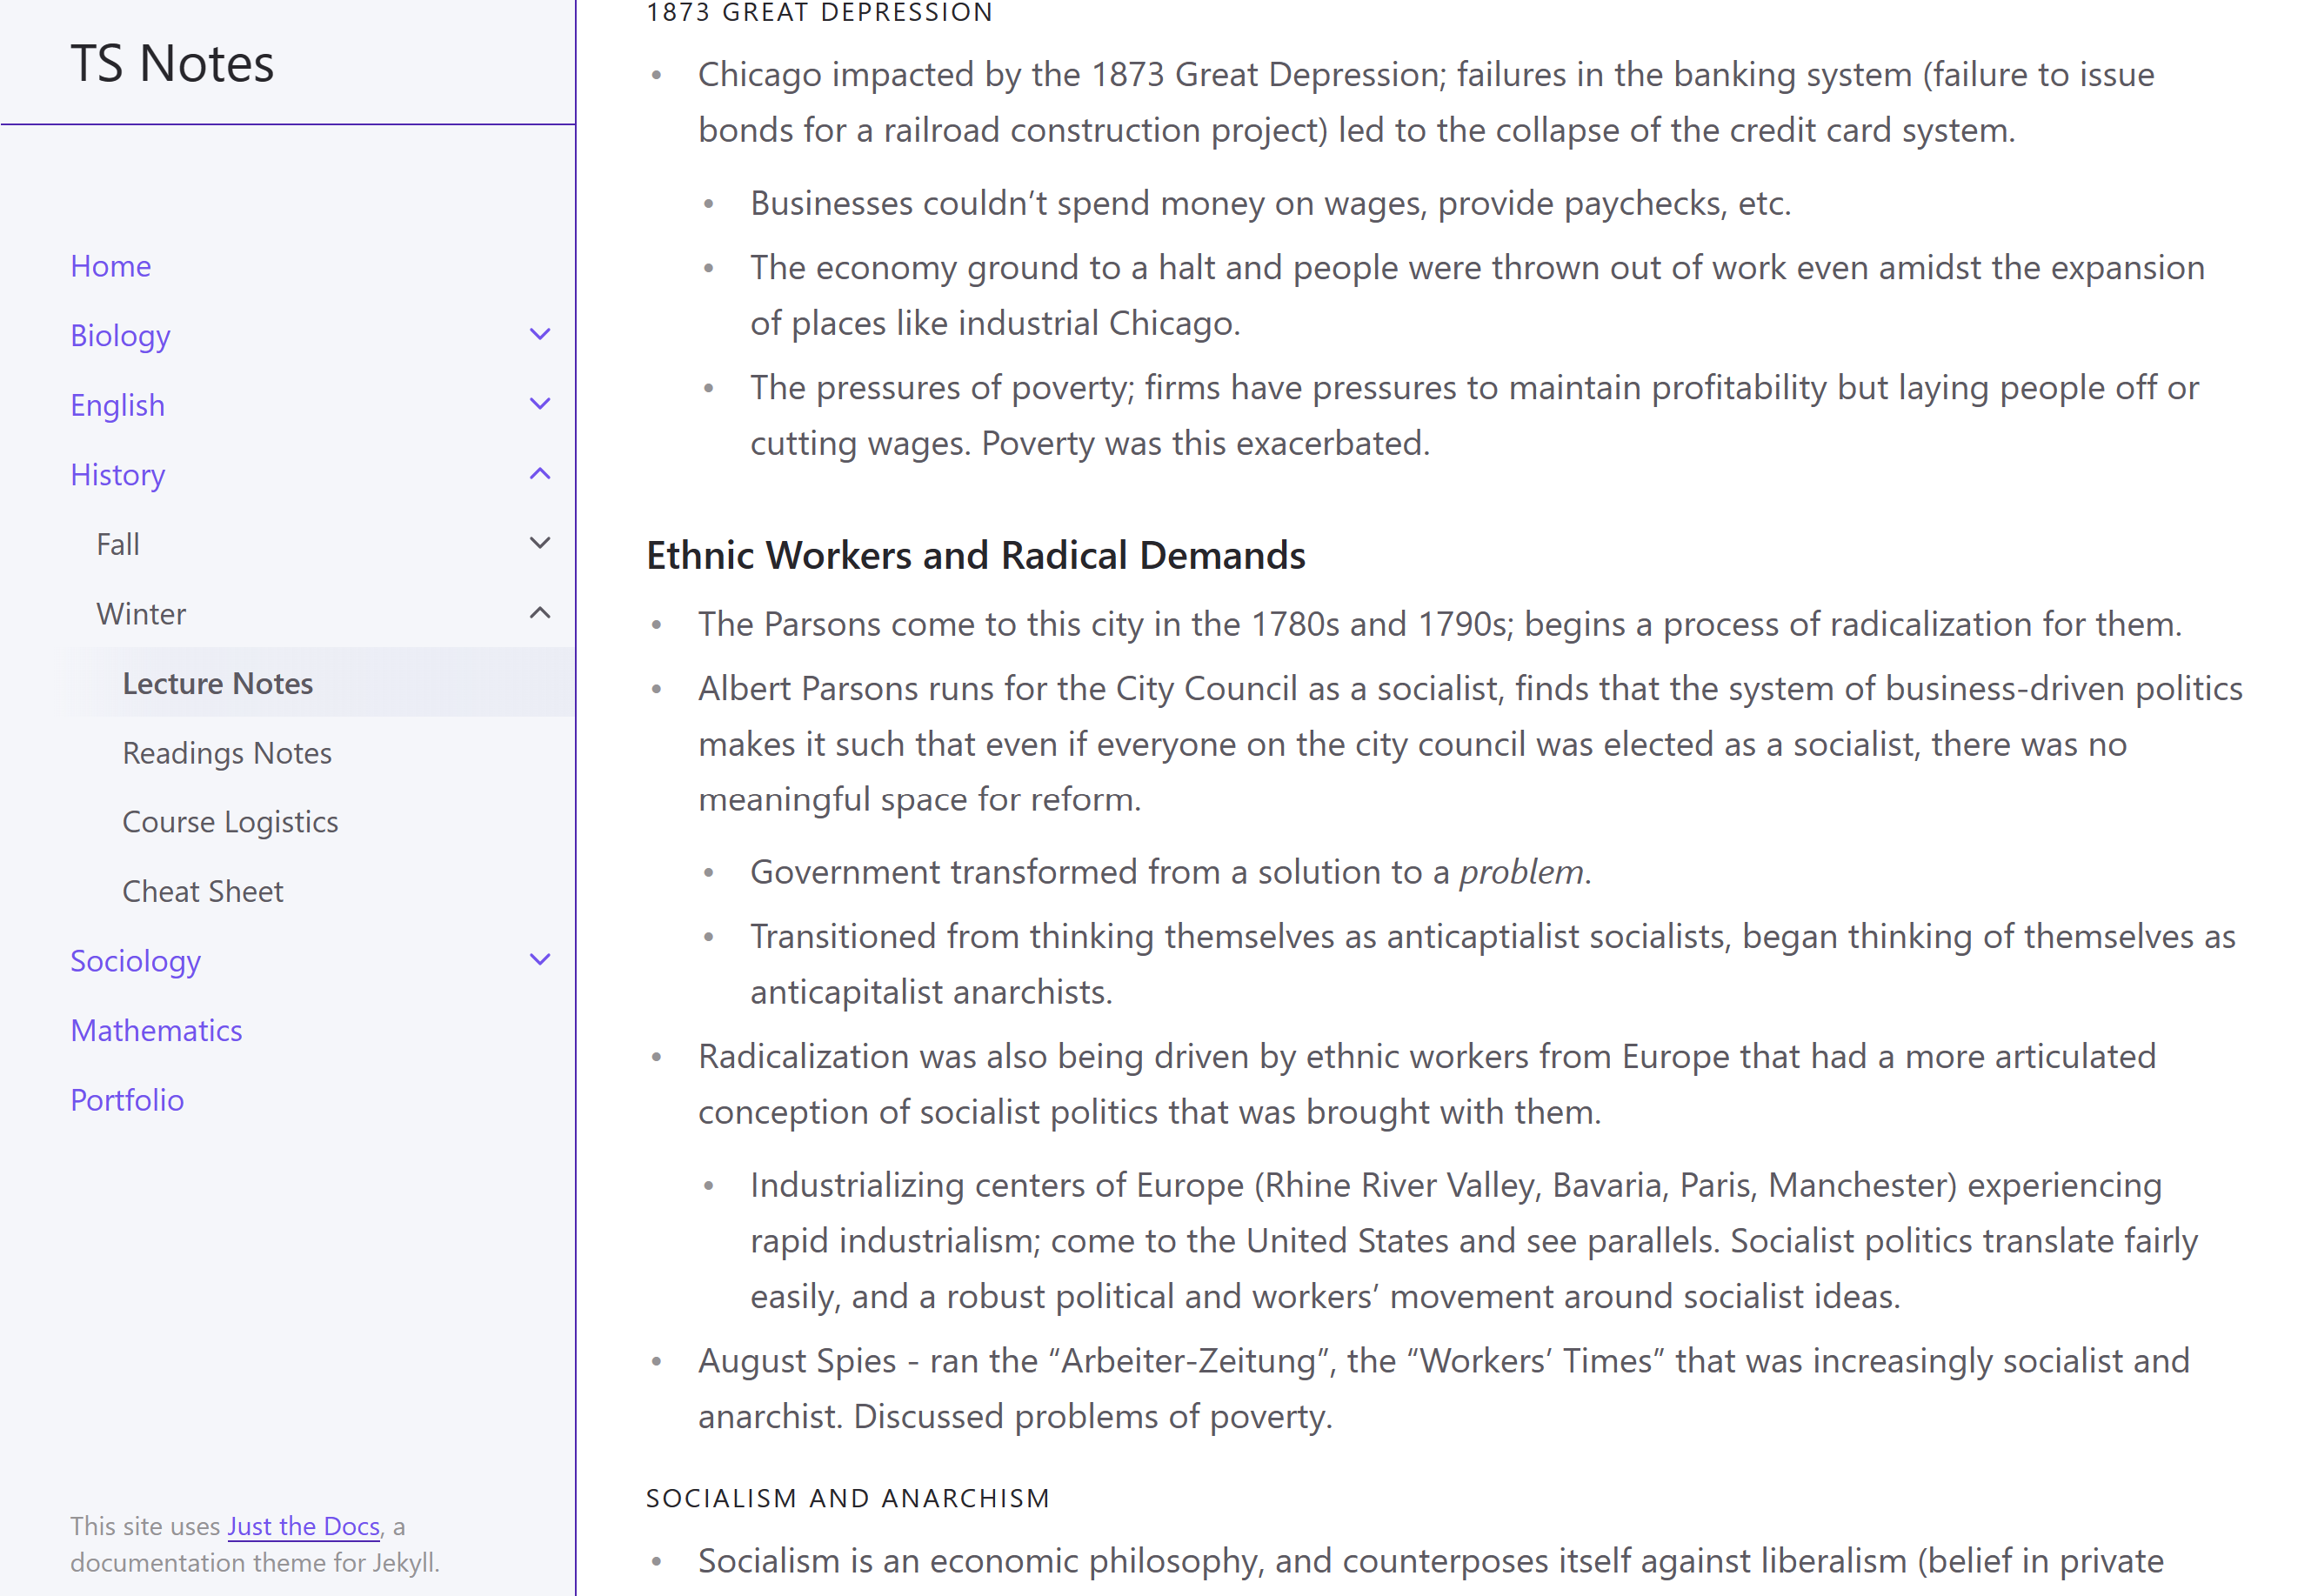 TS Notes
Home
Biology
English
History
Fall
Winter
Lecture Notes
Readings Notes
Course Logistics
Cheat Sheet
Sociology
Mathematics
Portfolio
This site uses Just the Docs, a
documentation theme for Jekyll.
1873 GREAT DEPRESSION
• Chicago impacted by the 1873 Great Depression; failures in the banking system (failure to issue
bonds for a railroad construction project) led to the collapse of the credit card system.
• Businesses couldn’t spend money on wages, provide paychecks, etc.
• The economy ground to a halt and people were thrown out of work even amidst the expansion
of places like industrial Chicago.
• The pressures of poverty; firms have pressures to maintain profitability but laying people off or
cutting wages. Poverty was this exacerbated.
Ethnic Workers and Radical Demands
• The Parsons come to this city in the 1780s and 1790s; begins a process of radicalization for them.
• Albert Parsons runs for the City Council as a socialist, finds that the system of business-driven politics
makes it such that even if everyone on the city council was elected as a socialist, there was no
meaningful space for reform.
• Government transformed from a solution to a problem.
• Transitioned from thinking themselves as anticaptialist socialists, began thinking of themselves as
anticapitalist anarchists.
• Radicalization was also being driven by ethnic workers from Europe that had a more articulated
conception of socialist politics that was brought with them.
• Industrializing centers of Europe (Rhine River Valley, Bavaria, Paris, Manchester) experiencing
rapid industrialism; come to the United States and see parallels. Socialist politics translate fairly
easily, and a robust political and workers’ movement around socialist ideas.
• August Spies - ran the “Arbeiter-Zeitung”, the “Workers’ Times” that was increasingly socialist and
anarchist. Discussed problems of poverty.
SOCIALISM AND ANARCHISM
• Socialism is an economic philosophy, and counterposes itself against liberalism (belief in private